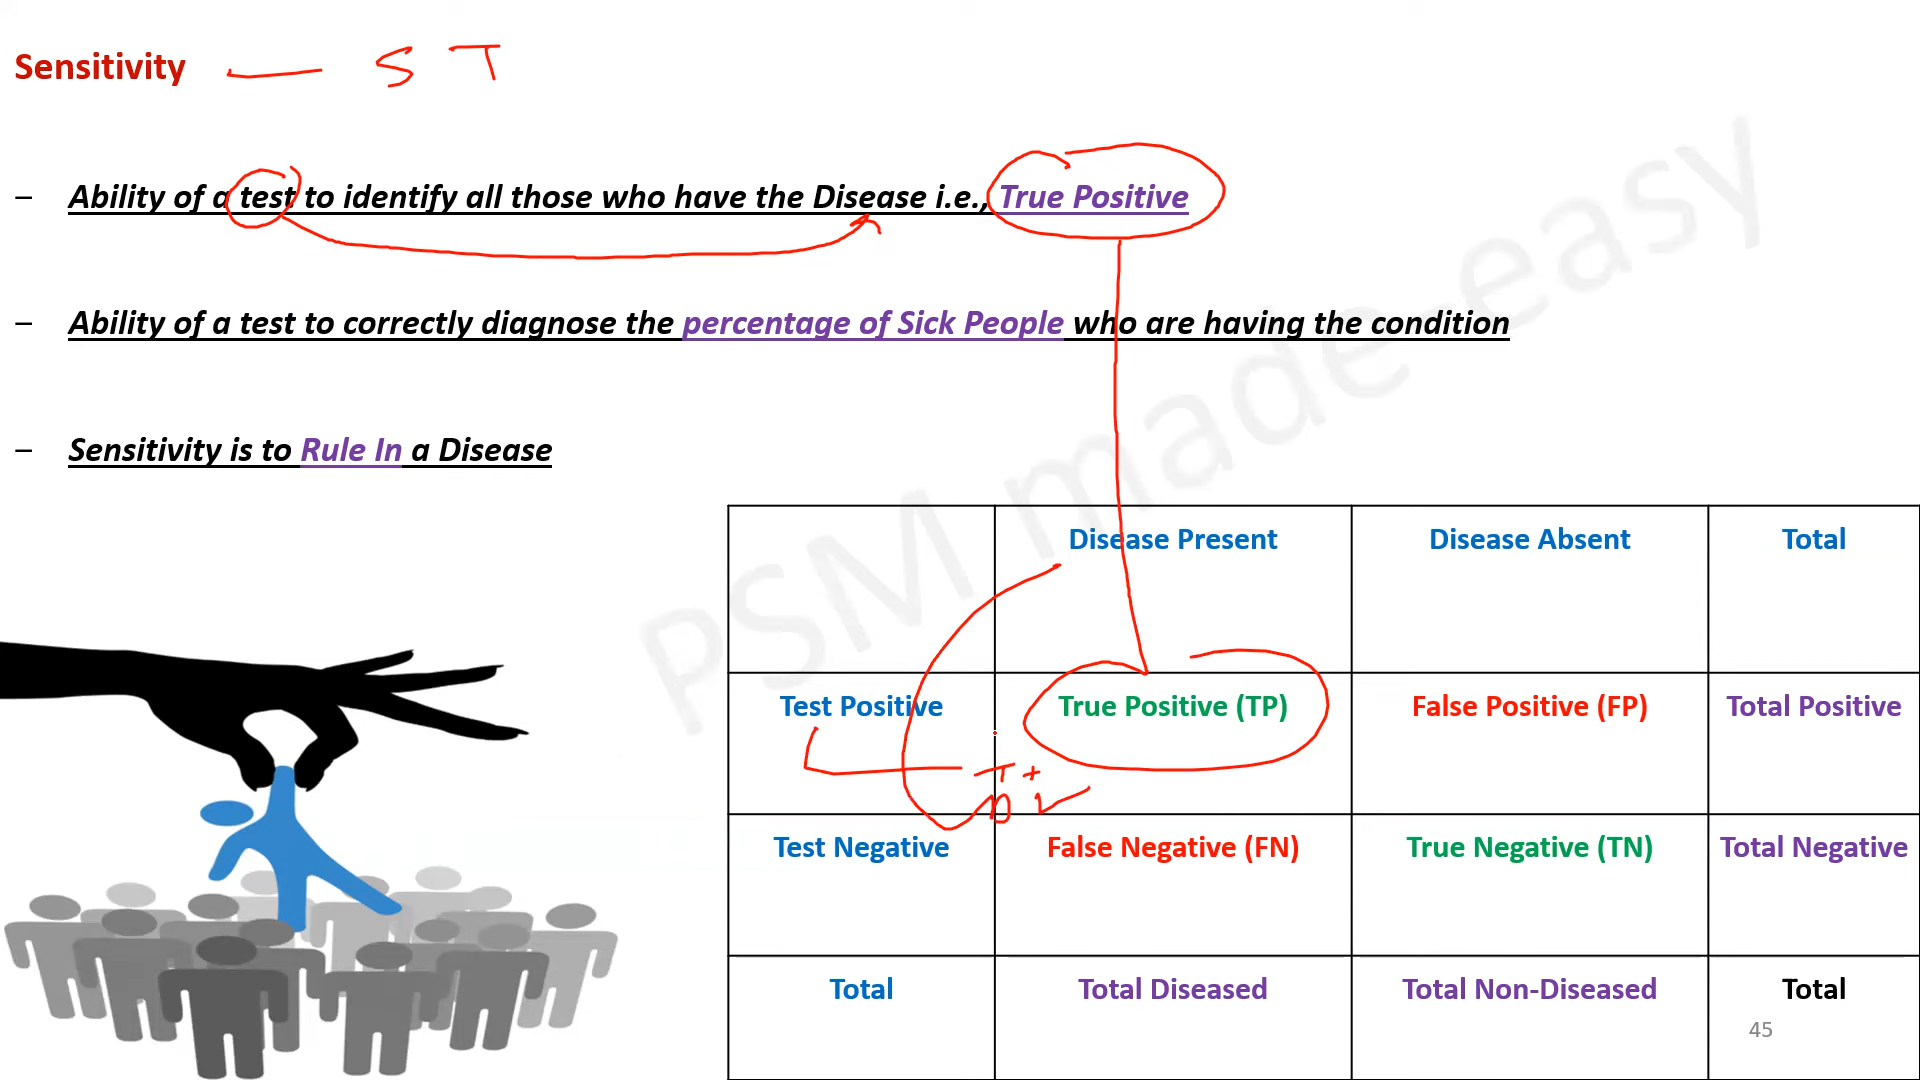 Sensitivity — S T
– Ability of a test to identify all those who have the Disease i.e., True Positive
– Ability of a test to correctly diagnose the percentage of Sick People who are having the condition
– Sensitivity is to Rule In a Disease
Disease Present Disease Absent Total
Test Positive True Positive (TP) False Positive (FP) Total Positive
T +
D ✓
Test Negative False Negative (FN) True Negative (TN) Total Negative
Total Total Diseased Total Non-Diseased Total
45
PSM made-easy